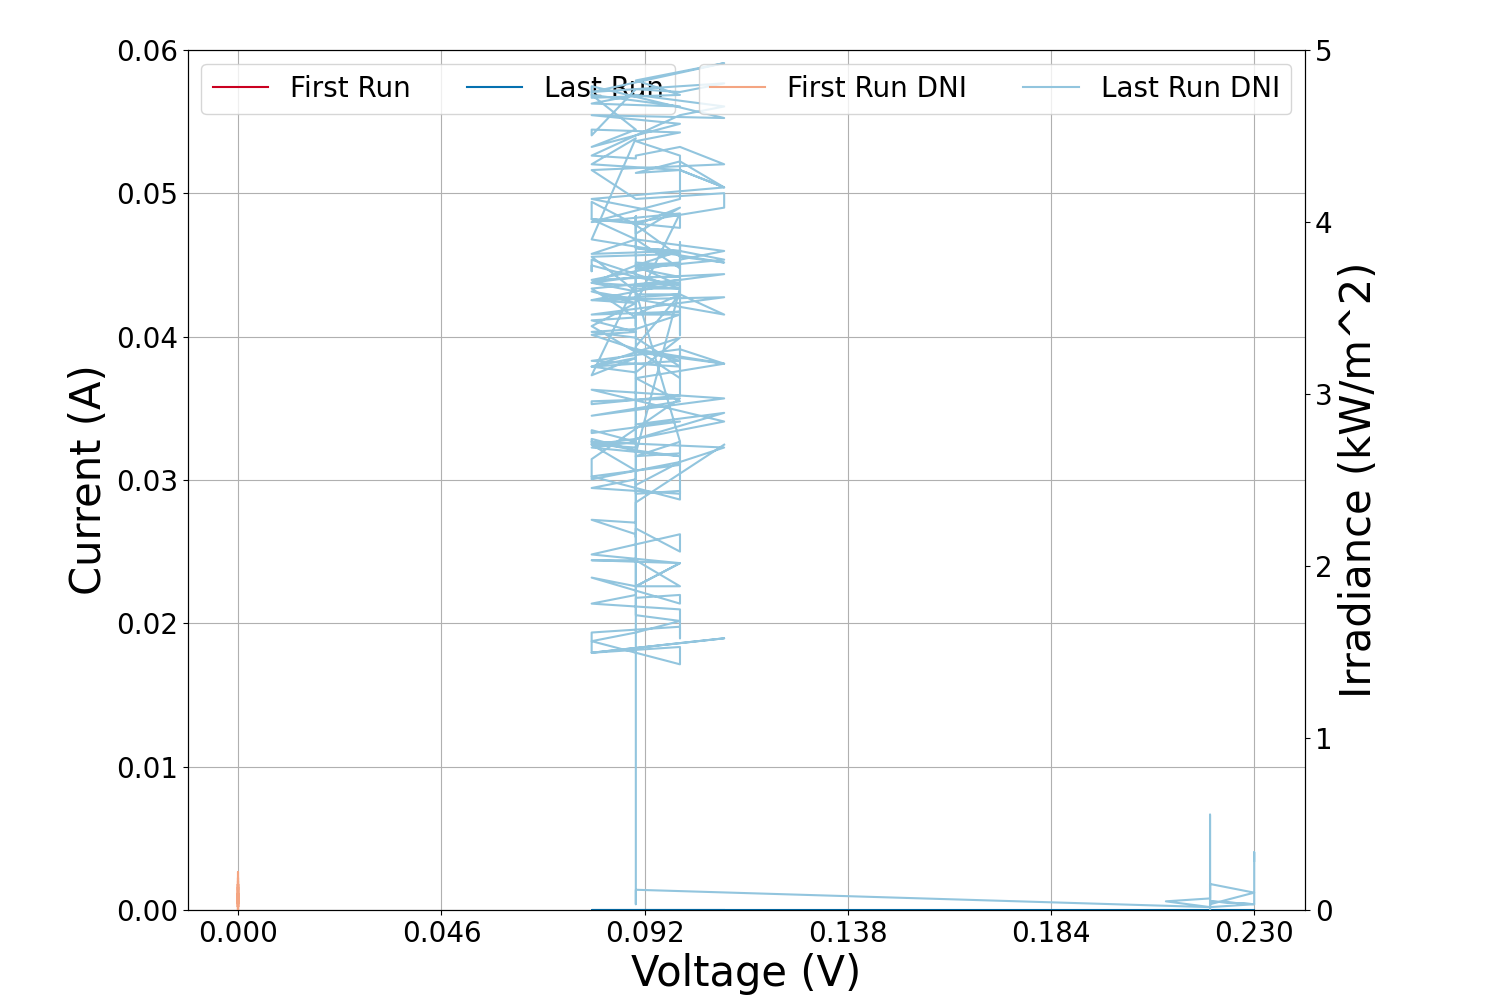 First Run
Last Run
First Run DNI
Last Run DNI
0.06
0.05
0.04
0.03
0.02
0.01
0.00
Current (A)
5
4
3
2
1
0
Irradiance (kW/m^2)
0.000 0.046 0.092 0.138 0.184 0.230
Voltage (V)